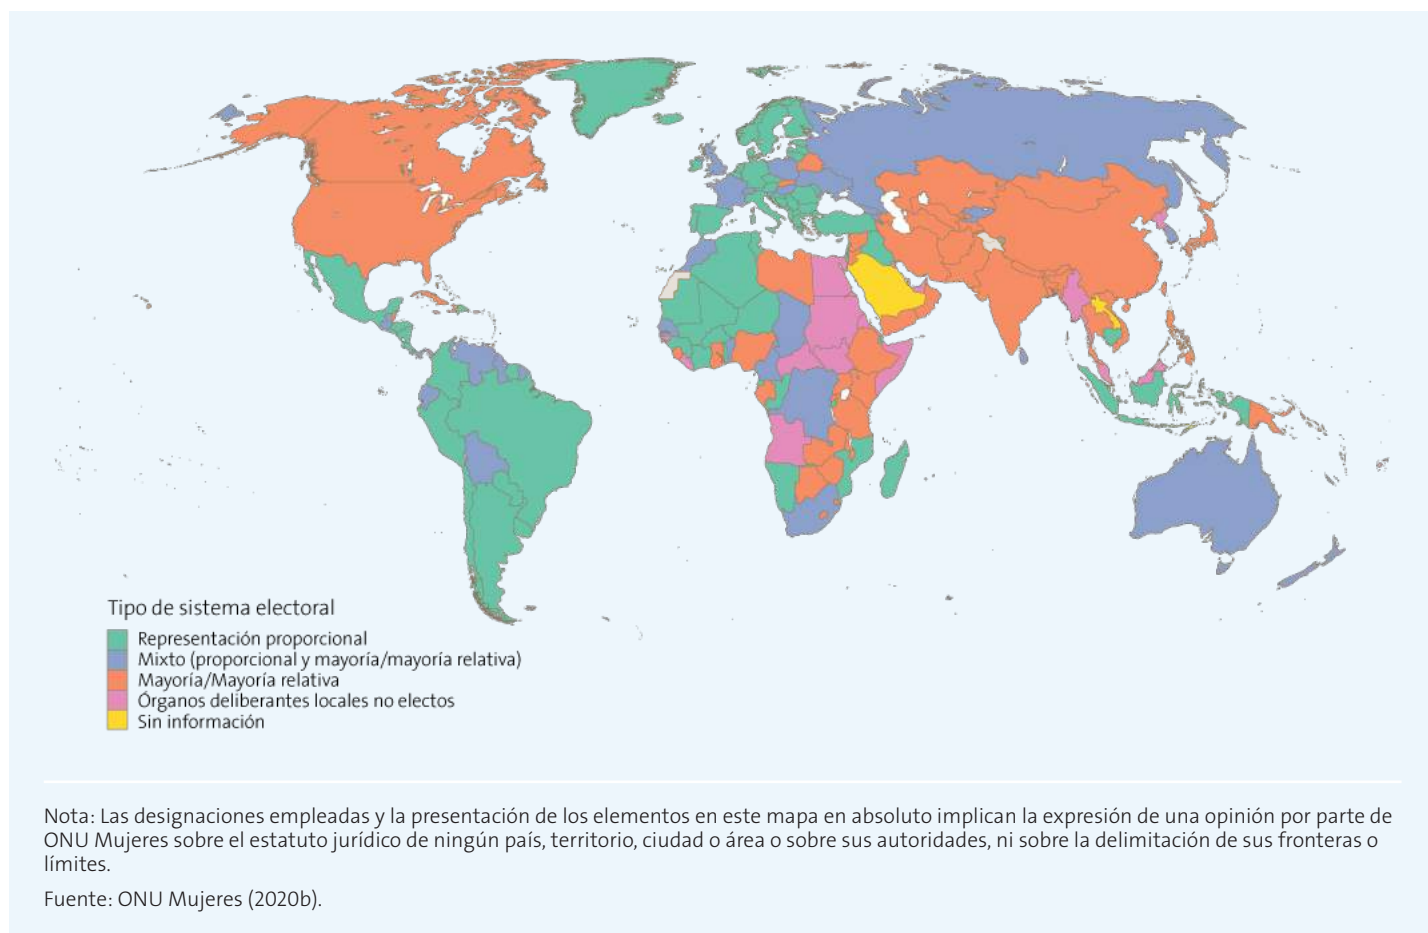 Tipo de sistema electoral
Representación proporcional
Mixto (proporcional y mayoría/mayoría relativa)
Mayoría/Mayoría relativa
Órganos deliberantes locales no electos
Sin información
Nota: Las designaciones empleadas y la presentación de los elementos en este mapa en absoluto implican la expresión de una opinión por parte de
ONU Mujeres sobre el estatuto jurídico de ningún país, territorio, ciudad o área o sobre sus autoridades, ni sobre la delimitación de sus fronteras o
límites.
Fuente: ONU Mujeres (2020b).